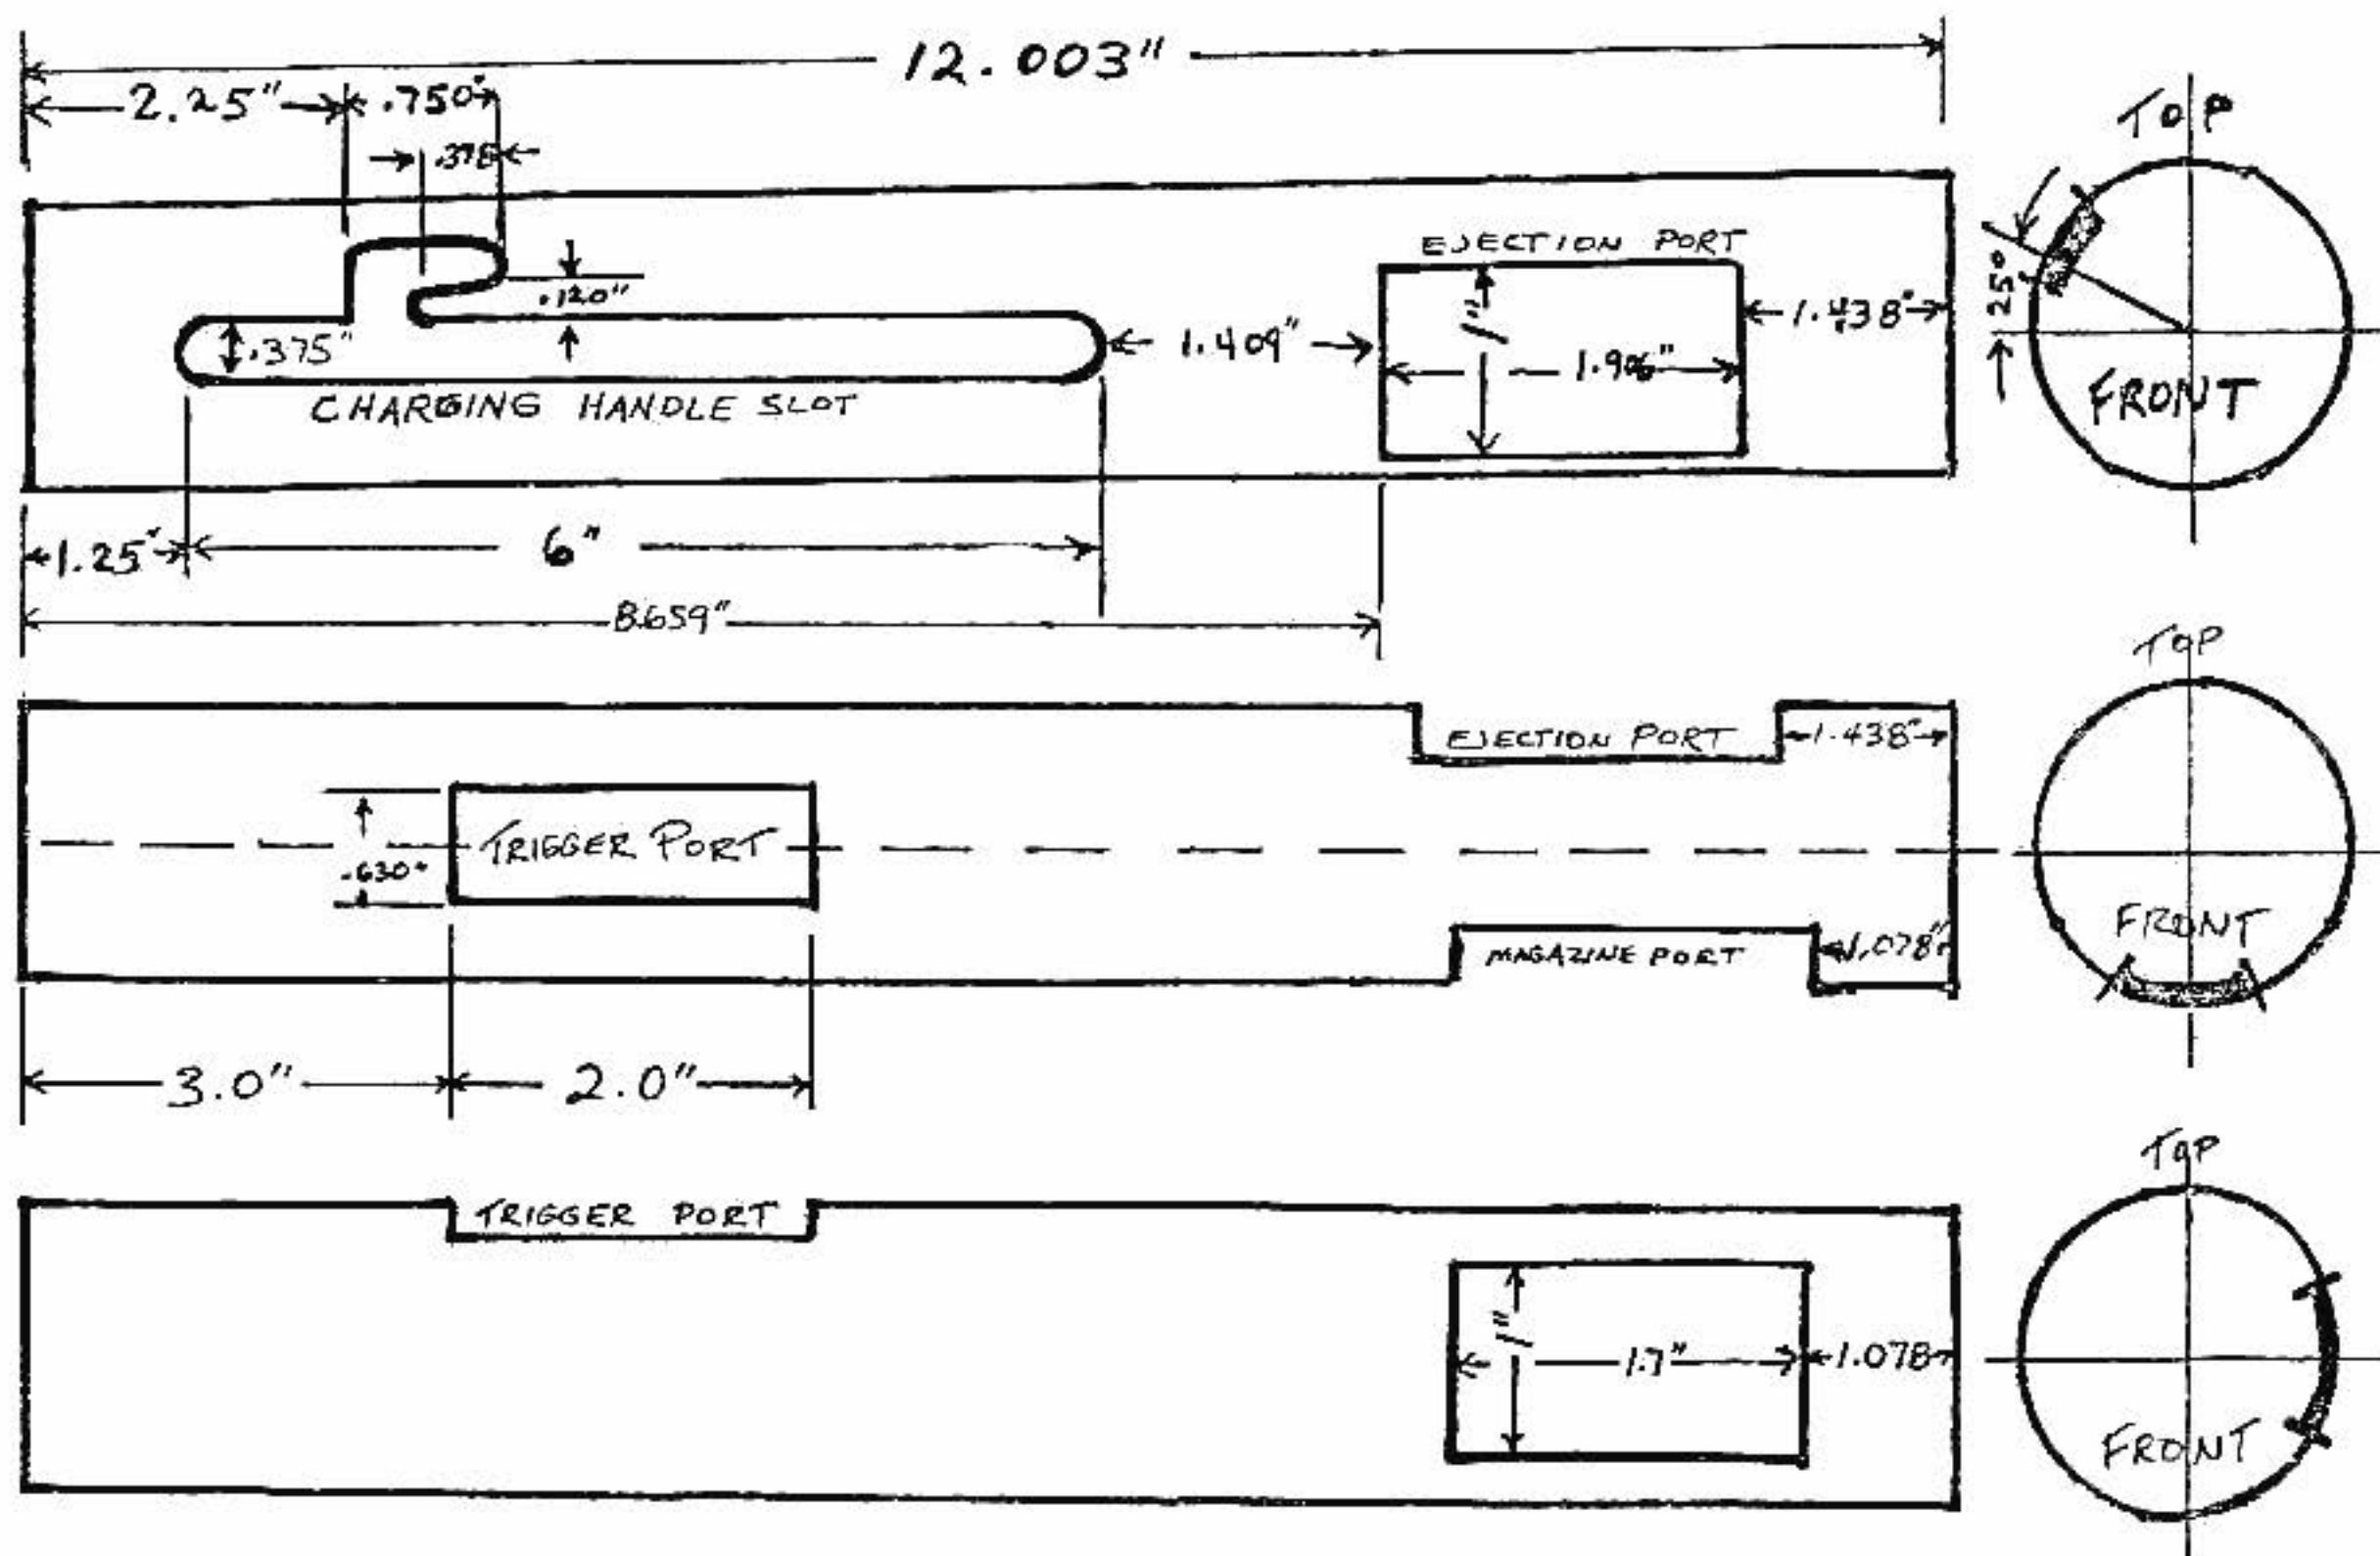 12.003"
2.25" .750"
.378
TOP
EJECTION PORT
.120"
25°
.375" 1.409" 1" 1.438"
FRONT
CHARGING HANDLE SLOT
1.25" 6"
8.659"
TOP
EJECTION PORT 1.438"
TRIGGER PORT
.630"
FRONT
MAGAZINE PORT 1.078"
3.0" 2.0"
TOP
TRIGGER PORT
1" 1.7" 1.078
FRONT